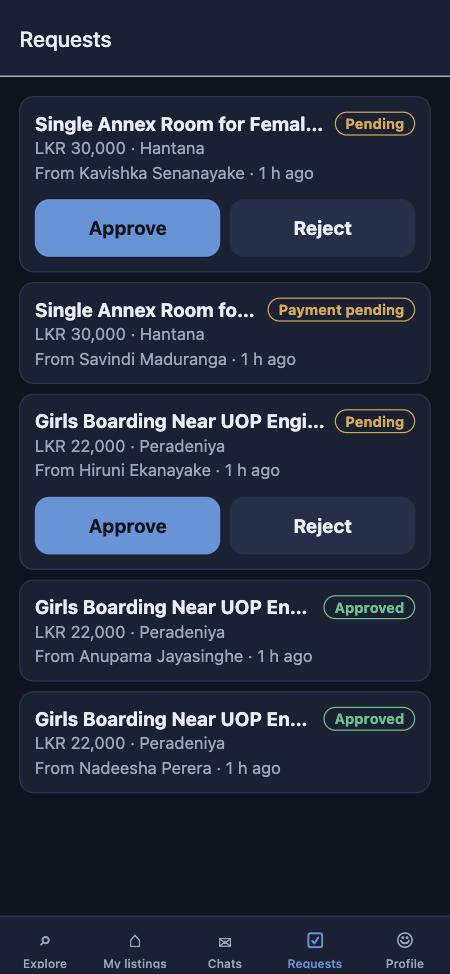 Requests
Single Annex Room for Femal... Pending
LKR 30,000 · Hantana
From Kavishka Senanayake · 1 h ago
Approve Reject
Single Annex Room fo... Payment pending
LKR 30,000 · Hantana
From Savindi Maduranga · 1 h ago
Girls Boarding Near UOP Engi... Pending
LKR 22,000 · Peradeniya
From Hiruni Ekanayake · 1 h ago
Approve Reject
Girls Boarding Near UOP En... Approved
LKR 22,000 · Peradeniya
From Anupama Jayasinghe · 1 h ago
Girls Boarding Near UOP En... Approved
LKR 22,000 · Peradeniya
From Nadeesha Perera · 1 h ago
Explore My listings Chats Requests Profile